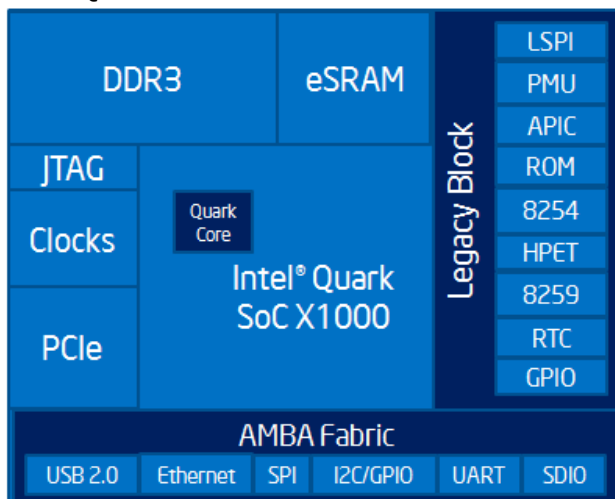 DDR3
eSRAM
JTAG
Clocks
PCIe
Quark
Core
Intel® Quark
SoC X1000
Legacy Block
LSPI
PMU
APIC
ROM
8254
HPET
8259
RTC
GPIO
AMBA Fabric
USB 2.0
Ethernet
SPI
I2C/GPIO
UART
SDIO